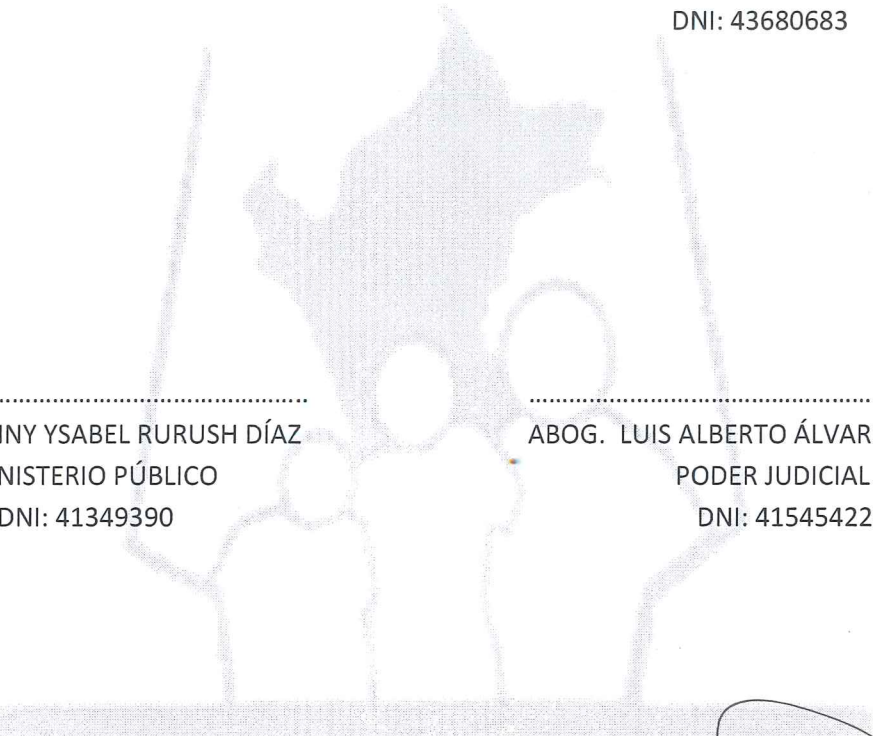 DNI: 43680683
INY YSABEL RURUSH DÍAZ
ABOG. LUIS ALBERTO ÁLVAR
NISTERIO PÚBLICO
PODER JUDICIAL
DNI: 41349390
DNI: 41545422